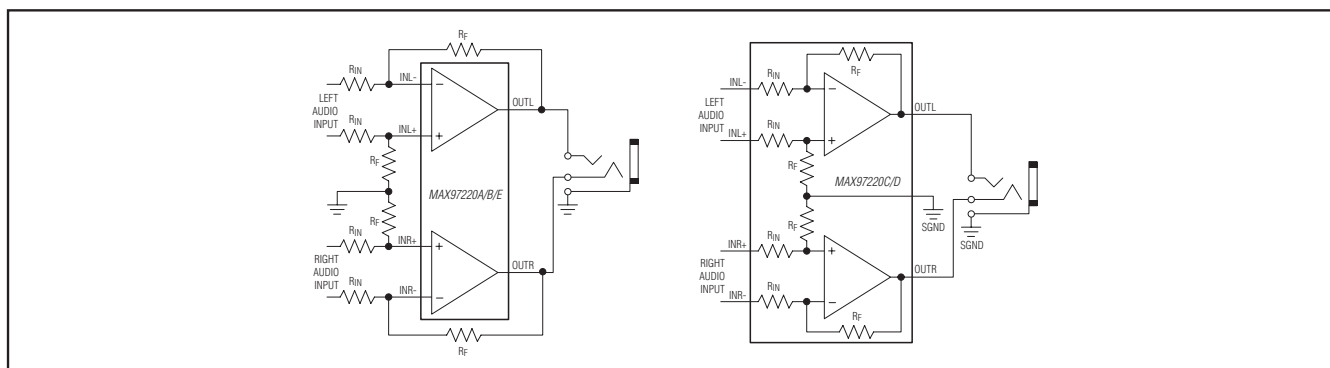 RF
RIN
INL-
LEFT
AUDIO
INPUT
OUTL
RIN
INL+
RF
MAX97220A/B/E
RF
RIN
INR+
RIGHT
AUDIO
INPUT
OUTR
RIN
INR-
RF
RIN
RF
INL-
LEFT
AUDIO
INPUT
OUTL
RIN
INL+
RF
MAX97220C/D
SGND
SGND
RF
RIN
INR+
RIGHT
AUDIO
INPUT
OUTR
RIN
INR-
RF